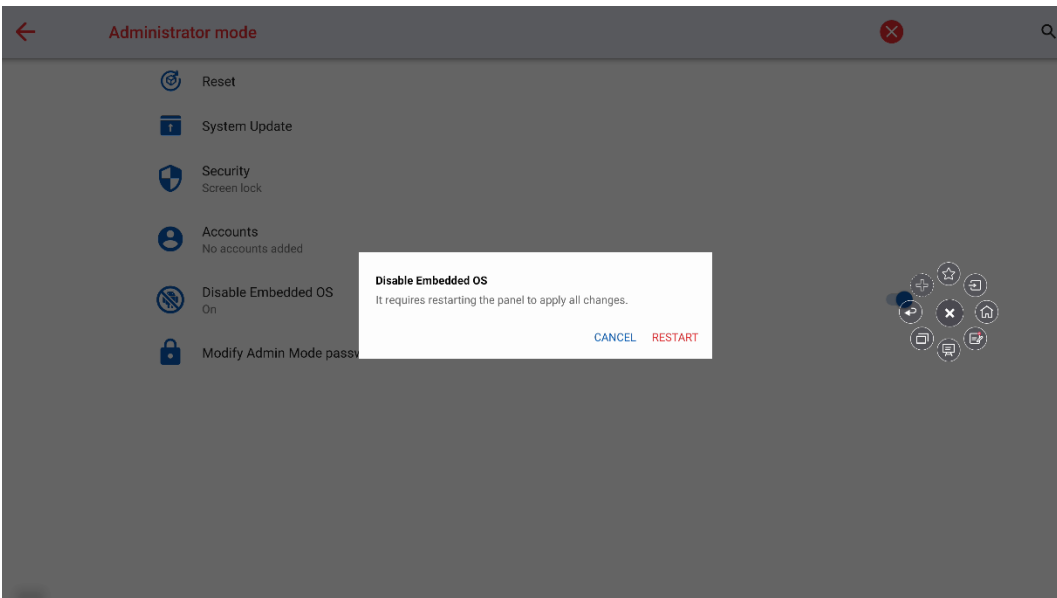 Administrator mode
Reset
System Update
Security
Screen lock
Accounts
No accounts added
Disable Embedded OS
On
Modify Admin Mode passw
Disable Embedded OS
It requires restarting the panel to apply all changes.
CANCEL RESTART